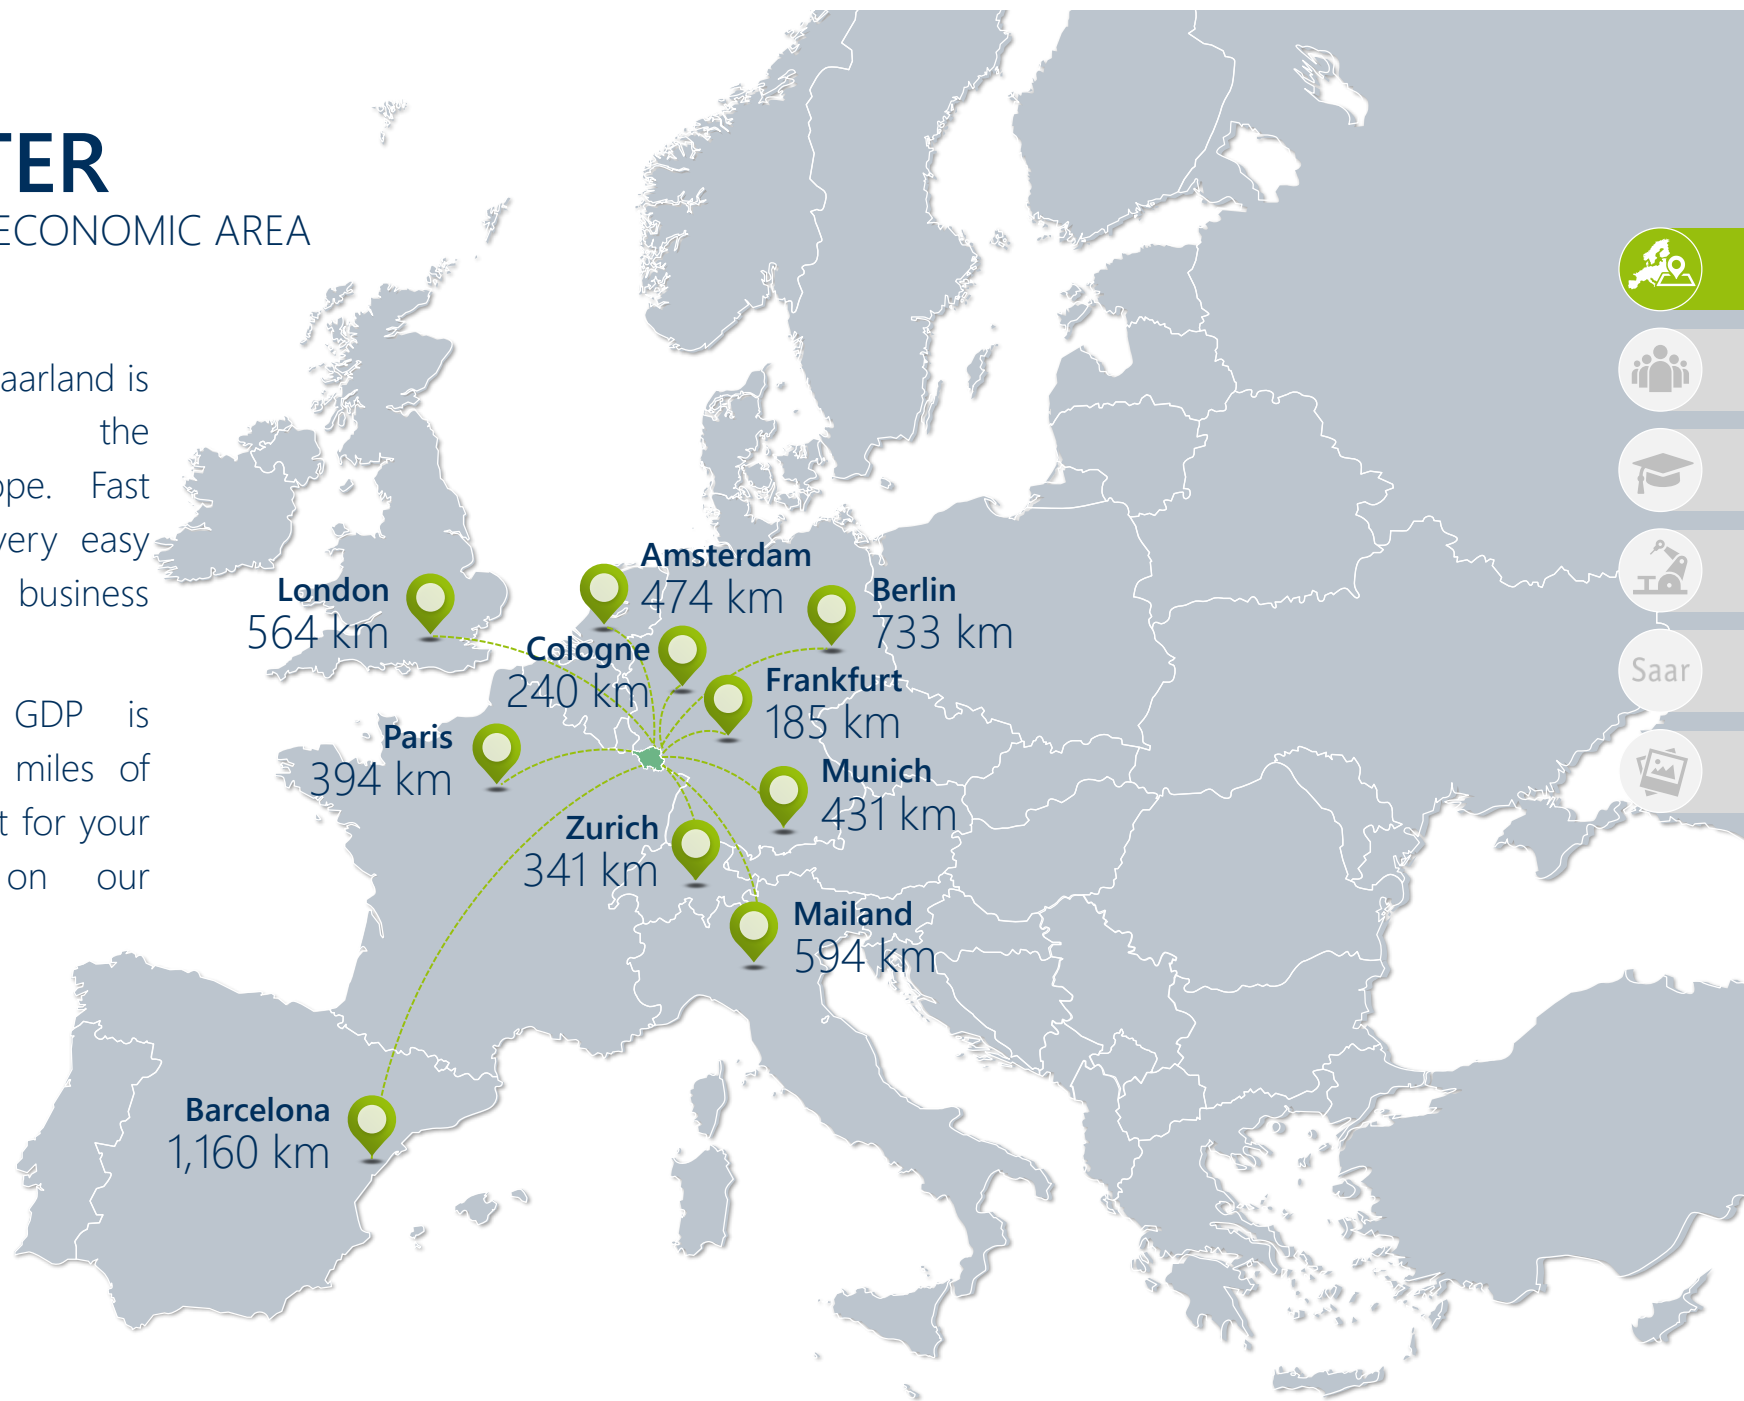 TER
ECONOMIC AREA
aarland is
the
ope. Fast
very easy
business
GDP is
miles of
t for your
on our
Amsterdam
474 km
London
564 km
Berlin
733 km
Cologne
240 km
Frankfurt
185 km
Paris
394 km
Munich
431 km
Zurich
341 km
Mailand
594 km
Barcelona
1,160 km
Saar